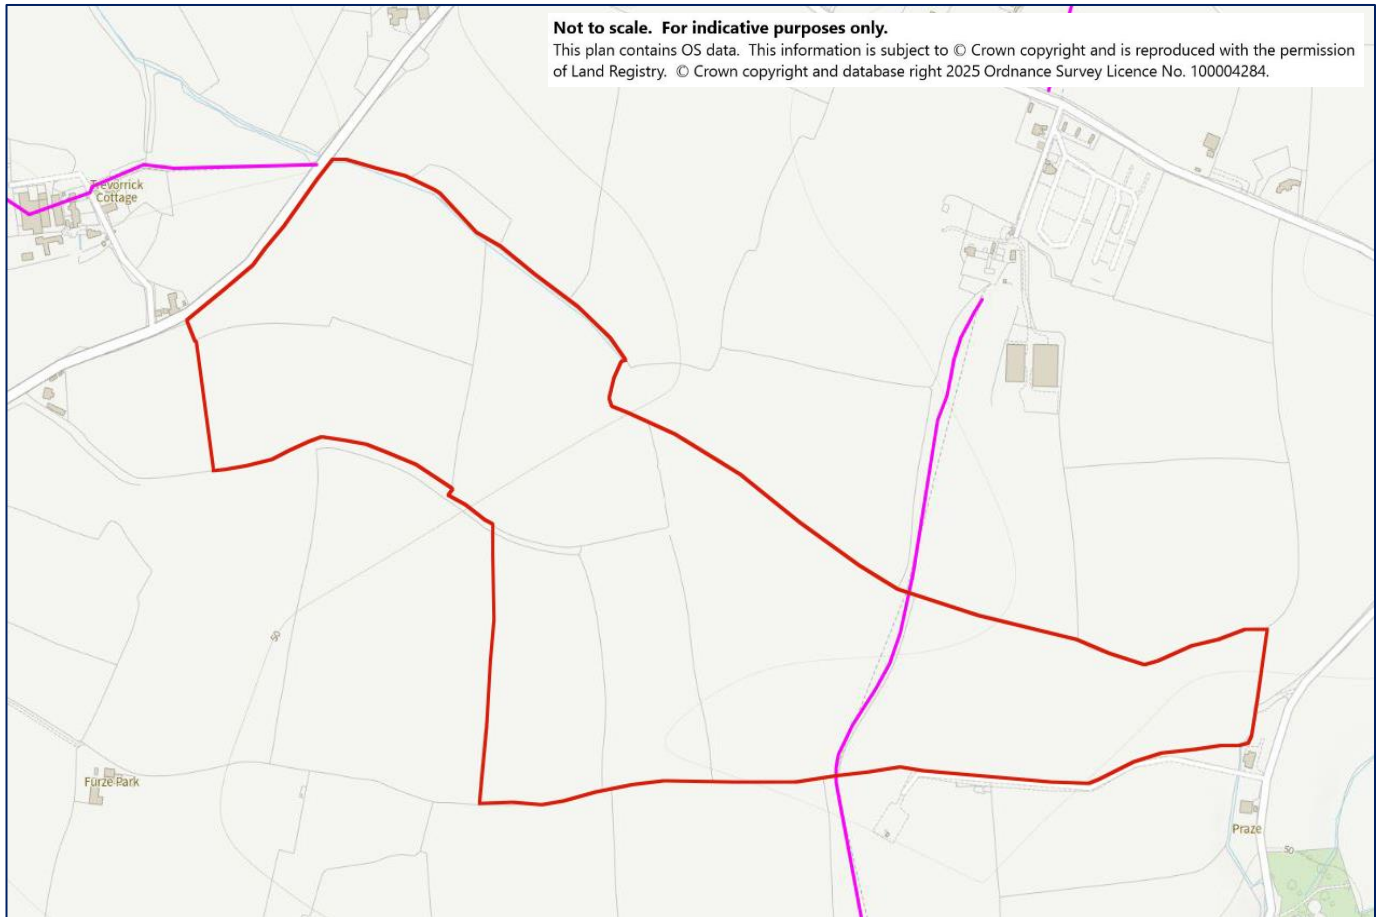 Not to scale.  For indicative purposes only.
This plan contains OS data.  This information is subject to © Crown copyright and is reproduced with the permission
of Land Registry.  © Crown copyright and database right 2025 Ordnance Survey Licence No. 100004284.
Trevorrick
Cottage
50
Furze Park
Praze
50